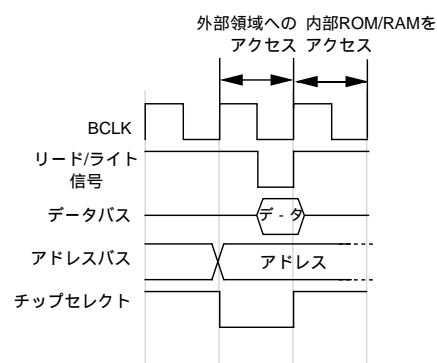 外部領域への 内部ROM/RAMを
アクセス アクセス
BCLK
リード/ライト
信号
データバス
デ - タ
アドレスバス
アドレス
チップセレクト